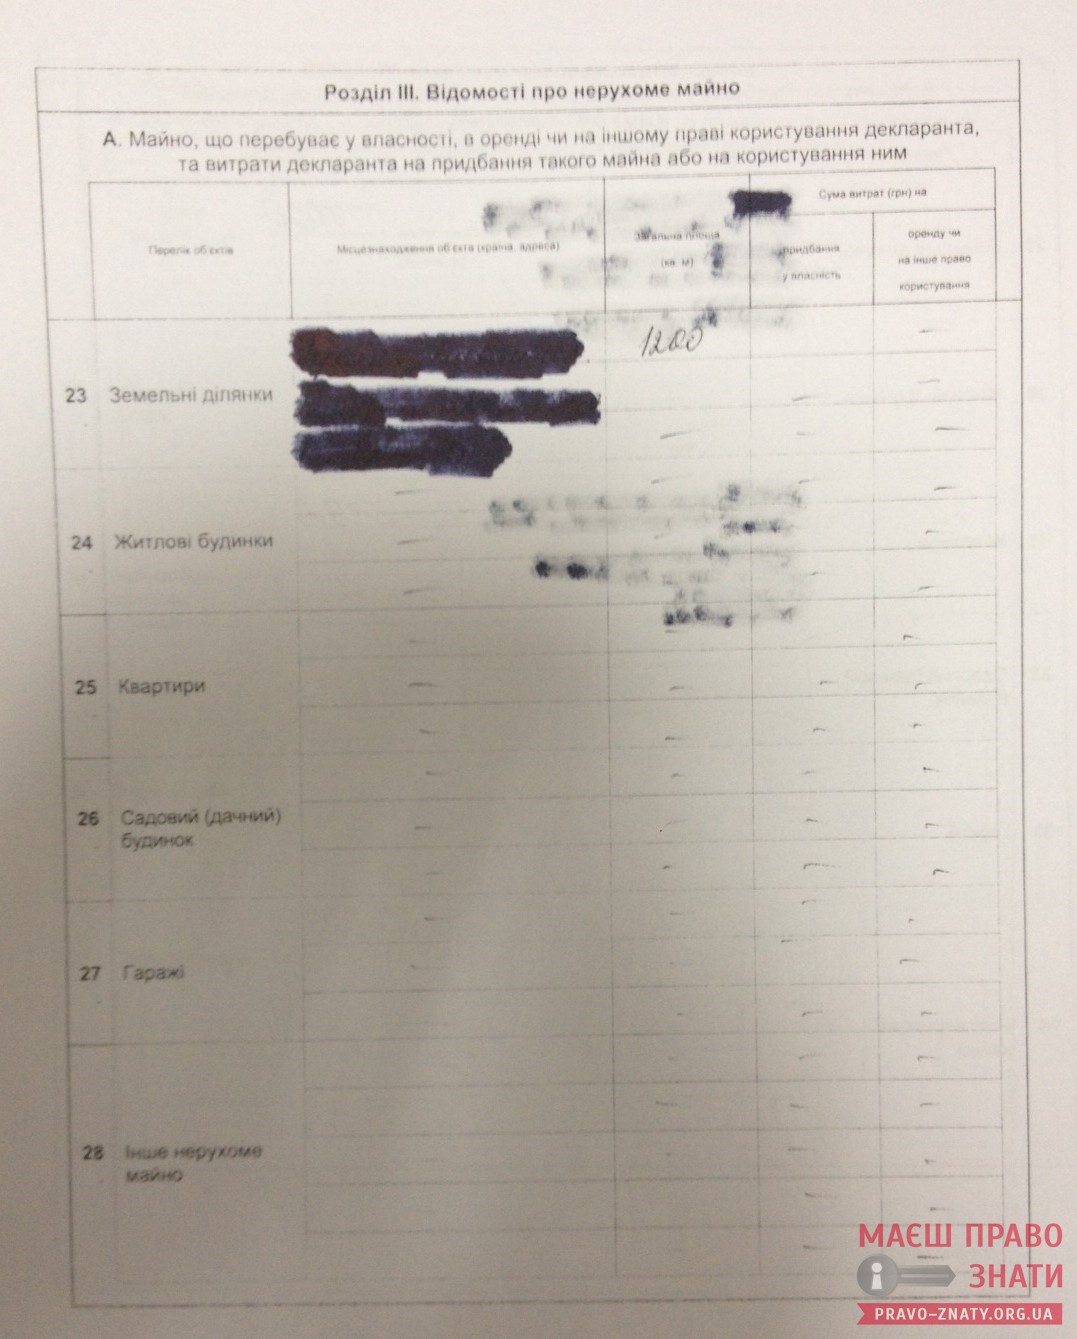 Розділ III. Відомості про нерухоме майно
А. Майно, що перебуває у власності, в оренді чи на іншому праві користування декларанта,
та витрати декларанта на придбання такого майна або на користування ним
Перелік об'єктів
Місцезнаходження об'єкта (країна, адреса)
Загальна площа
(кв. м)
Сума витрат (грн) на
придбання
у власність
оренду чи
на інше право
користування
23 Земельні ділянки
1200
24 Житлові будинки
25 Квартири
26 Садовий (дачний)
будинок
27 Гаражі
28 Інше нерухоме
майно
МАЄШ ПРАВО
ЗНАТИ
PRAVO-ZNATY.ORG.UA